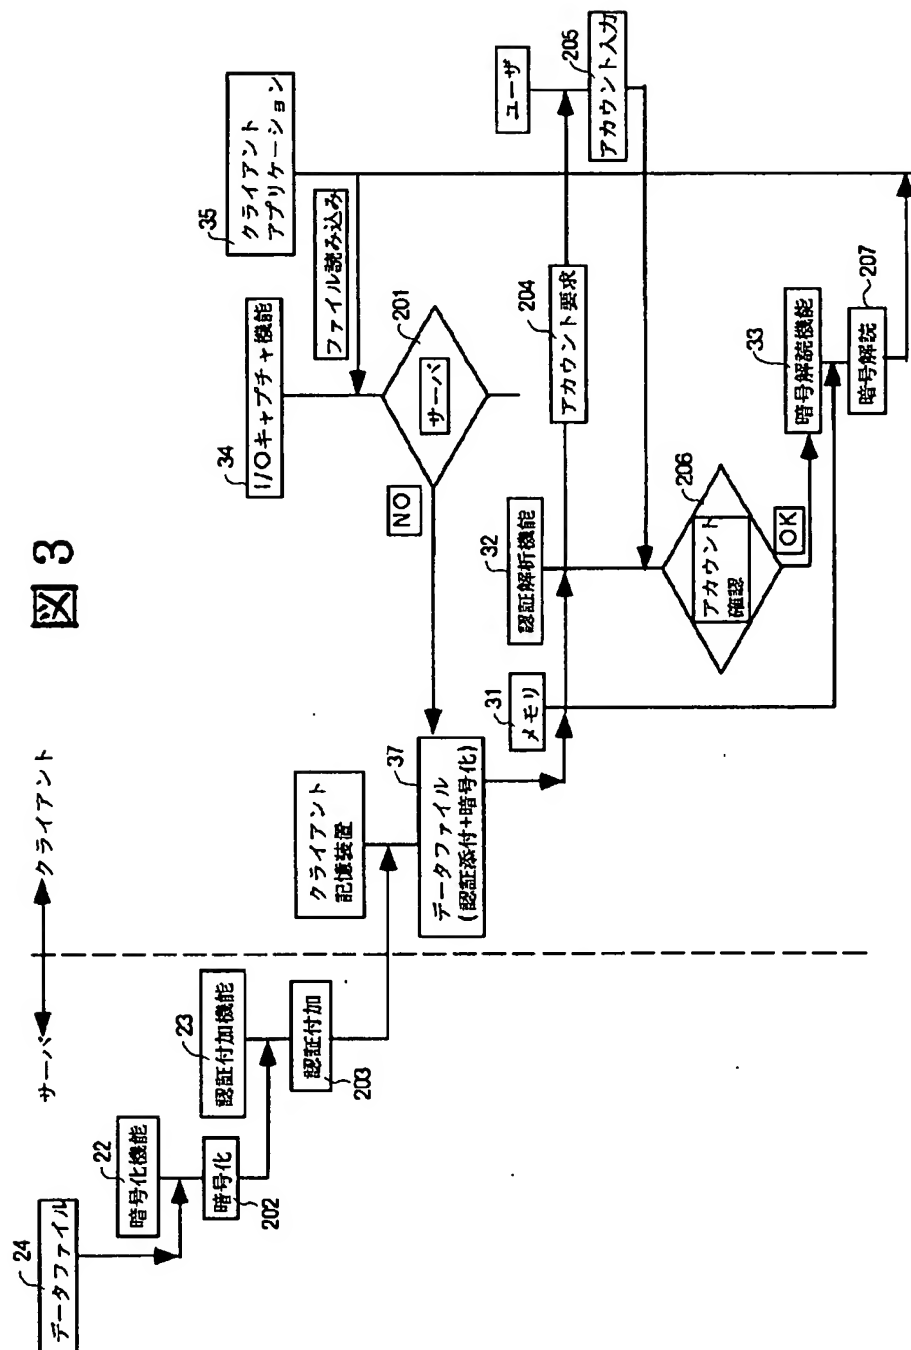 図3
サーバ
クライアント
24
データファイル
22
暗号化機能
暗号化
202
23
認証付加機能
認証付加
203
クライアント
記憶装置
37
データファイル
(認証添付+暗号化)
31
メモリ
32
認証解析機能
34
I/Oキャプチャ機能
35
クライアント
アプリケーション
ファイル読み込み
201
サーバ
NO
204
アカウント要求
ユーザ
205
アカウント入力
206
アカウント
確認
OK
33
暗号解読機能
207
暗号解読